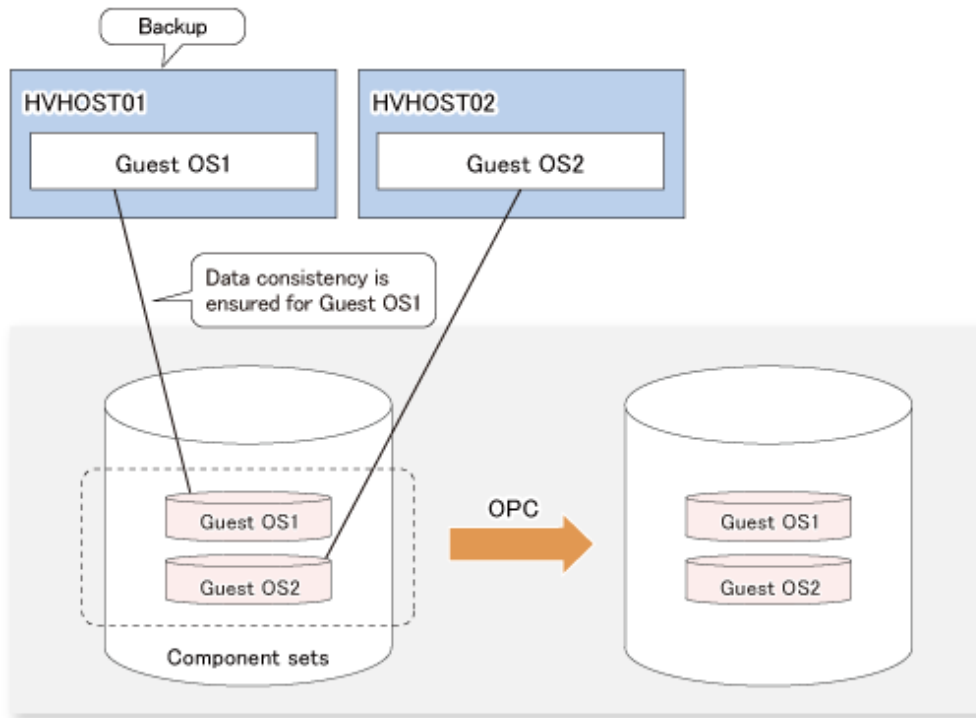 Backup
HVHOST01
HVHOST02
Guest OS1
Guest OS2
Data consistency is
ensured for Guest OS1
Guest OS1
Guest OS2
Component sets
OPC
Guest OS1
Guest OS2